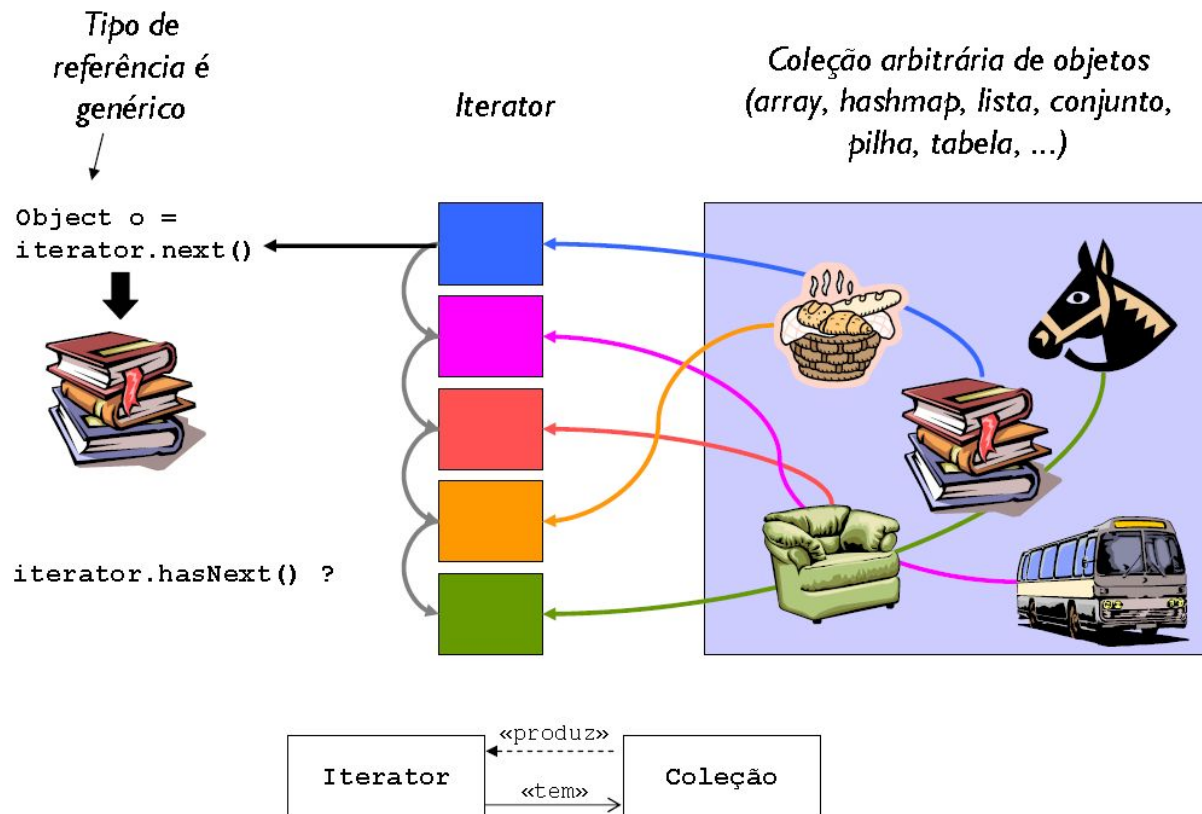 Tipo de
referência é
genérico
Iterator
Coleção arbitrária de objetos
(array, hashmap, lista, conjunto,
pilha, tabela, ...)
Object o =
iterator.next()
iterator.hasNext() ?
«produz»
Iterator
Coleção
«tem»